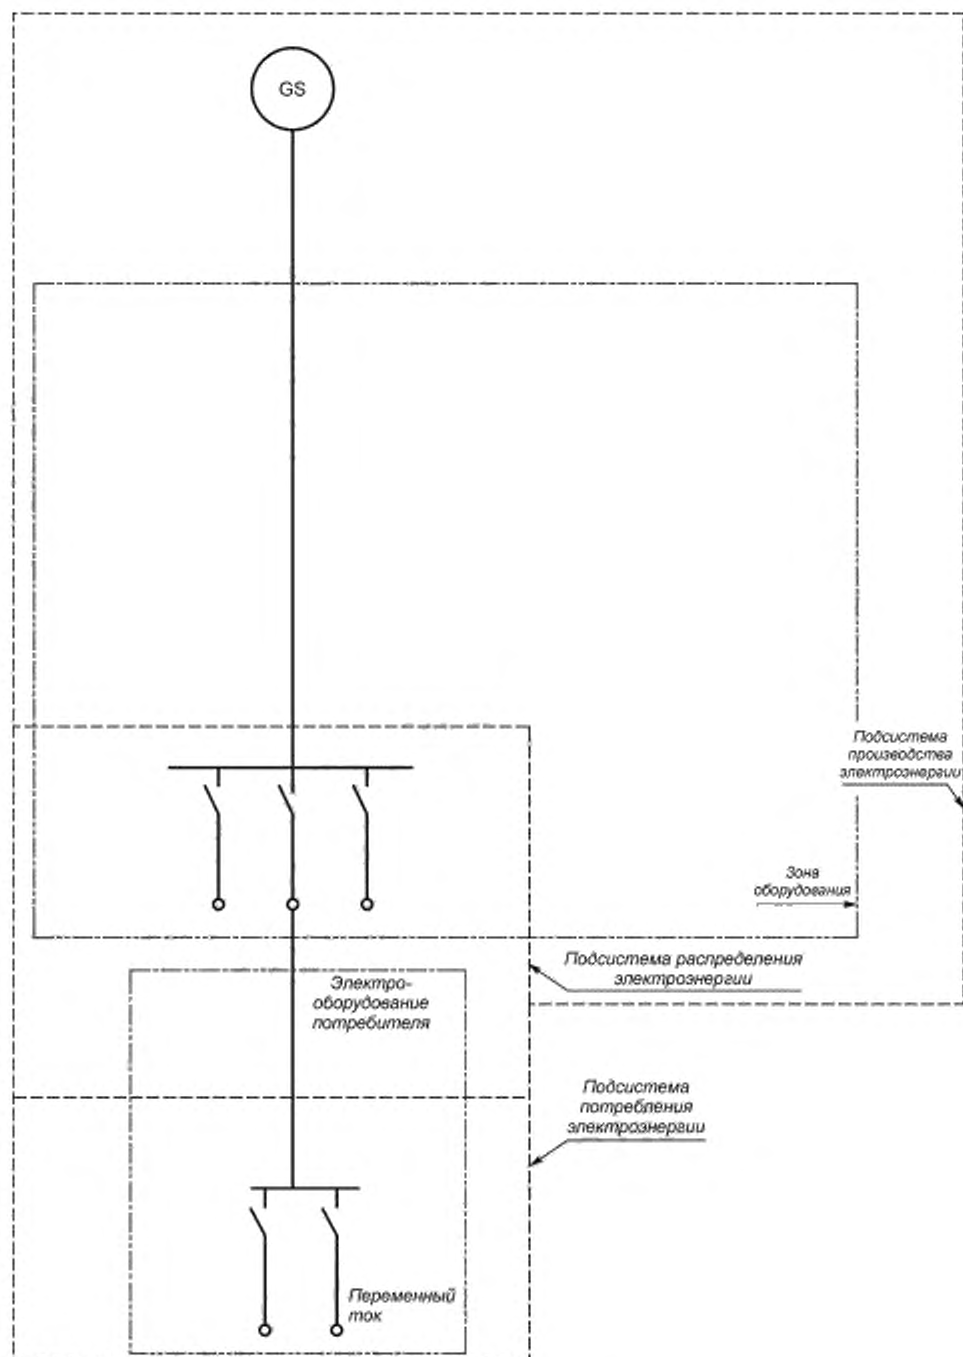 GS
Подсистема
производства
электроэнергии
Зона
оборудования
Подсистема распределения
электроэнергии
Электро-
оборудование
потребителя
Подсистема
потребления
электроэнергии
Переменный
ток